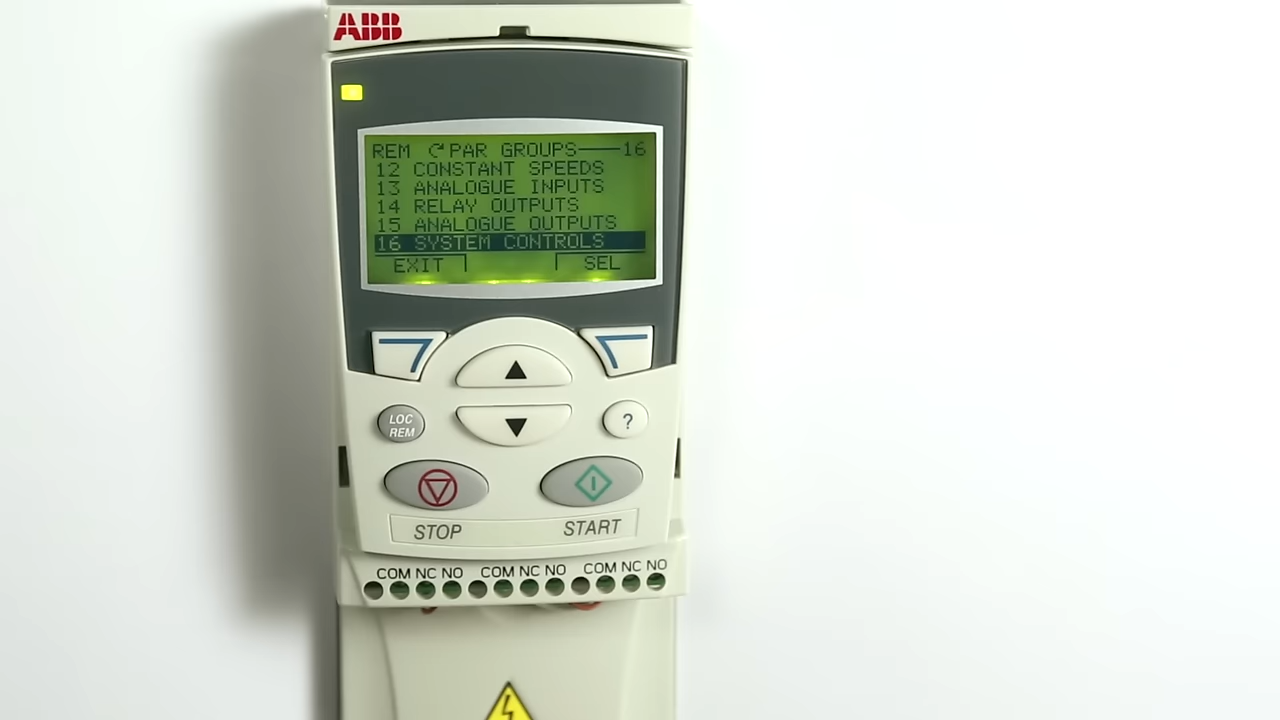 ABB
REM PAR GROUPS 16
12 CONSTANT SPEEDS
13 ANALOGUE INPUTS
14 RELAY OUTPUTS
15 ANALOGUE OUTPUTS
16 SYSTEM CONTROLS
EXIT SEL
LOC
REM
?
STOP START
COM NC NO COM NC NO COM NC NO